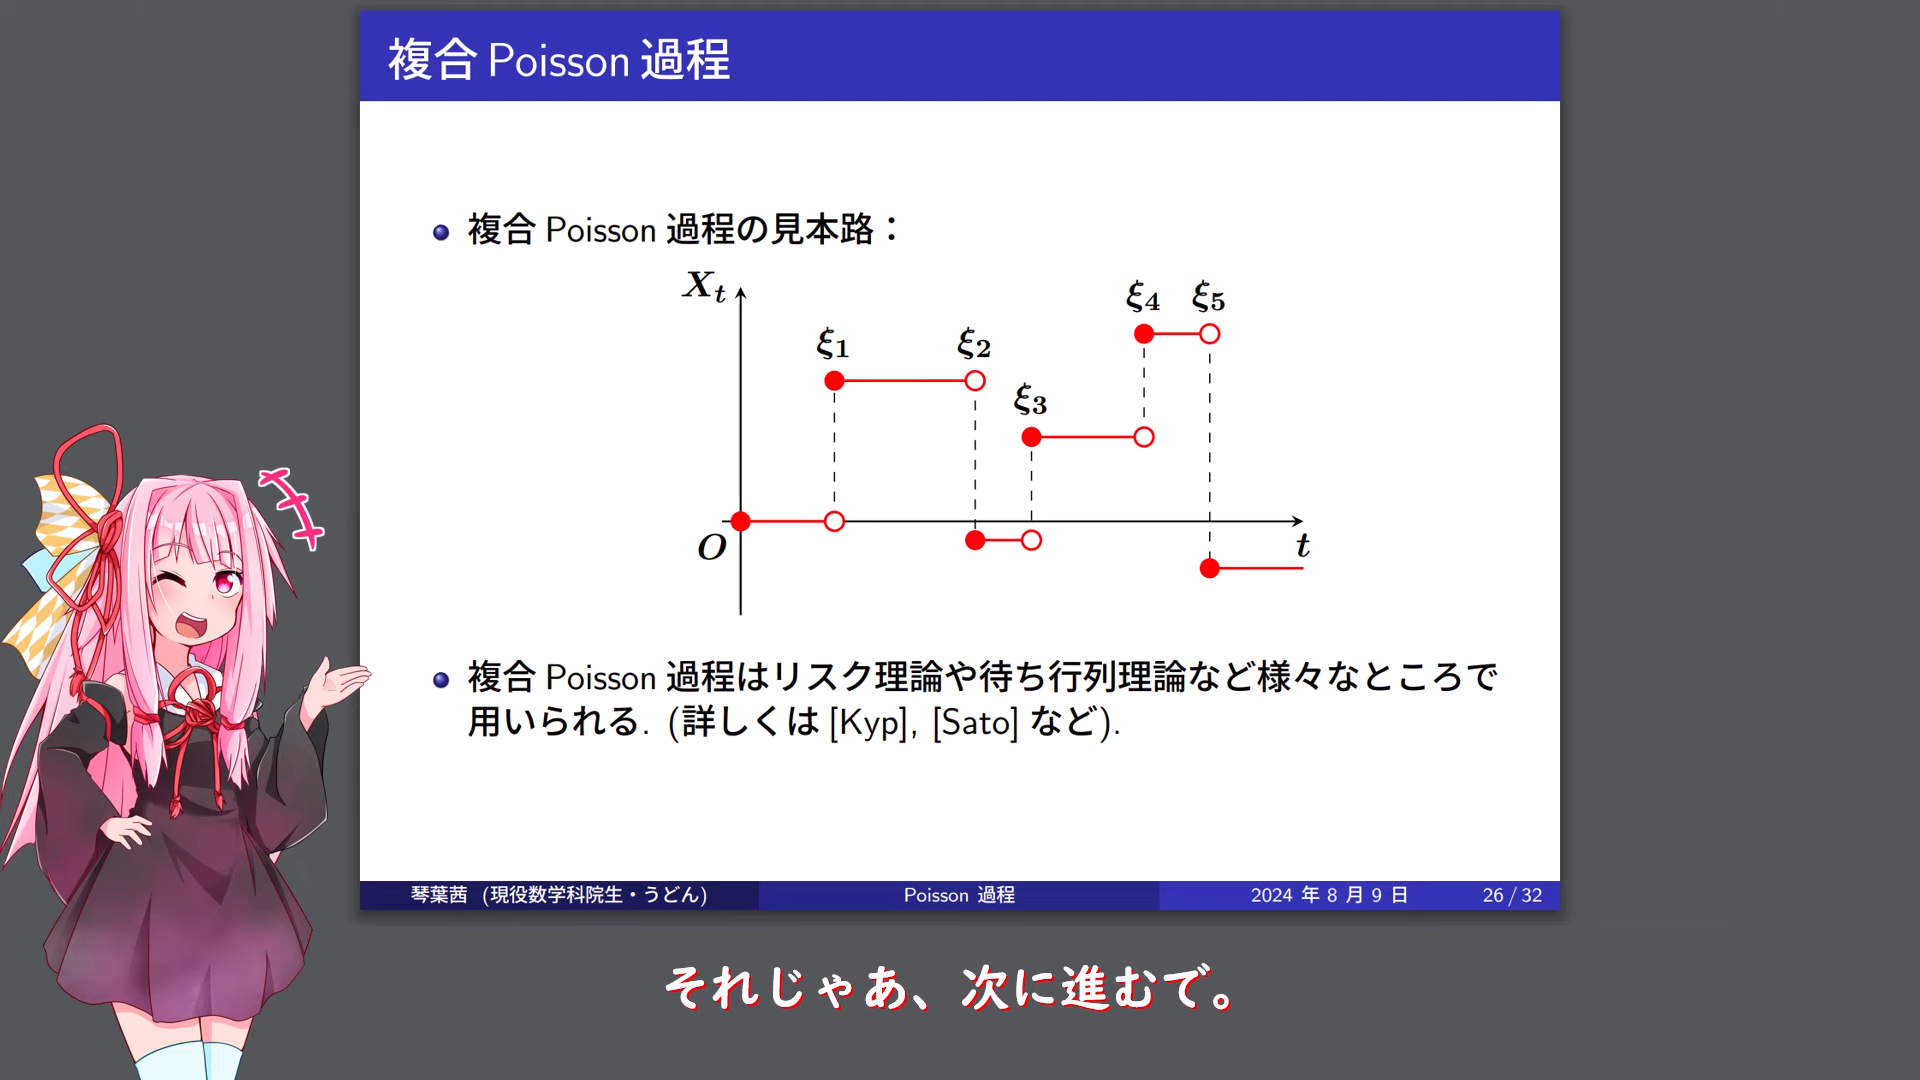 複合 Poisson 過程
複合 Poisson 過程の見本路：
X_t
ξ_1
ξ_2
ξ_3
ξ_4
ξ_5
O
t
複合 Poisson 過程はリスク理論や待ち行列理論など様々なところで
用いられる. (詳しくは [Kyp], [Sato] など).
琴葉茜 (現役数学科院生・うどん)
Poisson 過程
2024 年 8 月 9 日
26 / 32
それじゃあ、次に進むで。